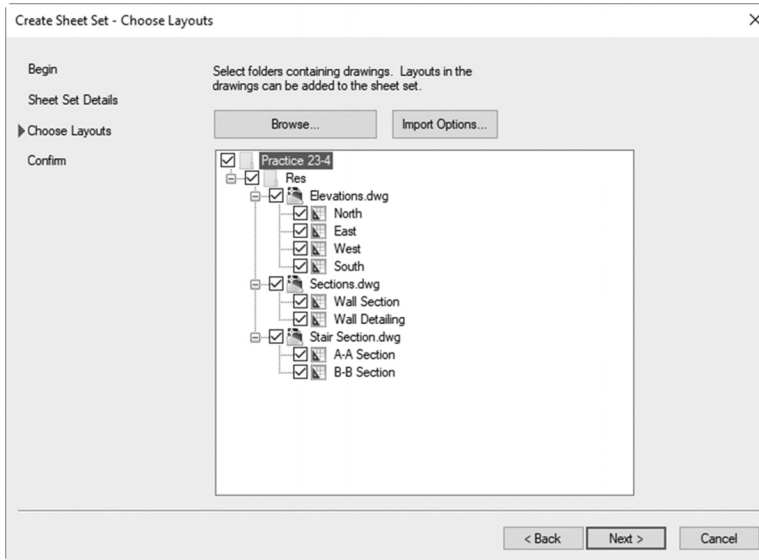 Create Sheet Set - Choose Layouts
Begin
Sheet Set Details
Choose Layouts
Confirm
Select folders containing drawings. Layouts in the
drawings can be added to the sheet set.
Browse...
Import Options...
Practice 23-4
Res
Elevations.dwg
North
East
West
South
Sections.dwg
Wall Section
Wall Detailing
Stair Section.dwg
A-A Section
B-B Section
< Back
Next >
Cancel